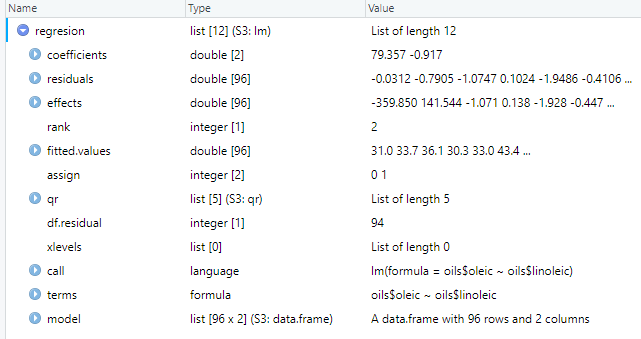 Name Type Value
regresion list [12] (S3: lm) List of length 12
coefficients double [2] 79.357 -0.917
residuals double [96] -0.0312 -0.7905 -1.0747 0.1024 -1.9486 -0.4106 ...
effects double [96] -359.850 141.544 -1.071 0.138 -1.928 -0.447 ...
rank integer [1] 2
fitted.values double [96] 31.0 33.7 36.1 30.3 33.0 43.4 ...
assign integer [2] 0 1
qr list [5] (S3: qr) List of length 5
df.residual integer [1] 94
xlevels list [0] List of length 0
call language lm(formula = oils$oleic ~ oils$linoleic)
terms formula oils$oleic ~ oils$linoleic
model list [96 x 2] (S3: data.frame) A data.frame with 96 rows and 2 columns